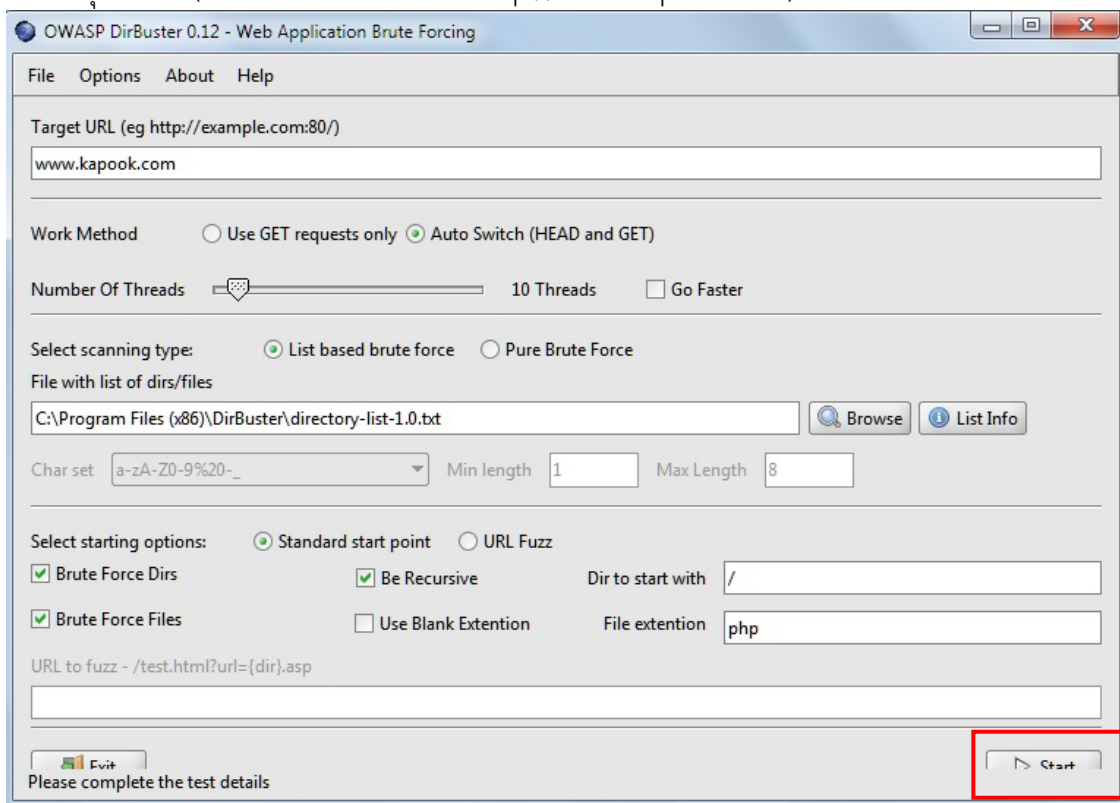 OWASP DirBuster 0.12 - Web Application Brute Forcing
File Options About Help
Target URL (eg http://example.com:80/)
www.kapook.com
Work Method Use GET requests only Auto Switch (HEAD and GET)
Number Of Threads 10 Threads Go Faster
Select scanning type: List based brute force Pure Brute Force
File with list of dirs/files
C:\Program Files (x86)\DirBuster\directory-list-1.0.txt Browse List Info
Char set a-zA-Z0-9%20-_ Min length 1 Max Length 8
Select starting options: Standard start point URL Fuzz
Brute Force Dirs Be Recursive Dir to start with /
Brute Force Files Use Blank Extention File extention php
URL to fuzz - /test.html?url={dir}.asp
Exit Start
Please complete the test details